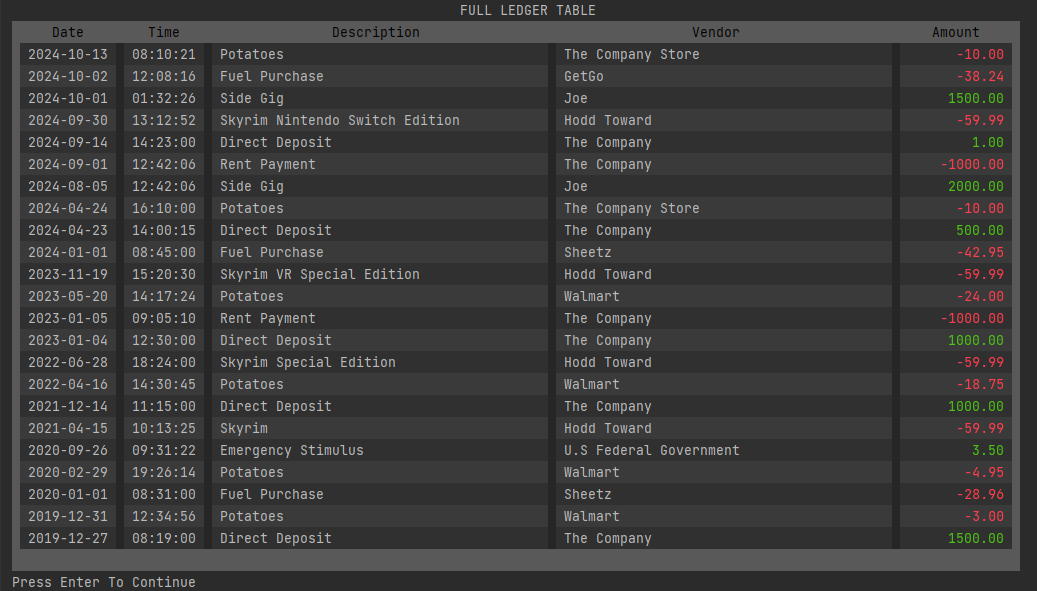 FULL LEDGER TABLE
Date Time Description Vendor Amount
2024-10-13 08:10:21 Potatoes The Company Store -10.00
2024-10-02 12:08:16 Fuel Purchase GetGo -38.24
2024-10-01 01:32:26 Side Gig Joe 1500.00
2024-09-30 13:12:52 Skyrim Nintendo Switch Edition Hodd Toward -59.99
2024-09-14 14:23:00 Direct Deposit The Company 1.00
2024-09-01 12:42:06 Rent Payment The Company -1000.00
2024-08-05 12:42:06 Side Gig Joe 2000.00
2024-04-24 16:10:00 Potatoes The Company Store -10.00
2024-04-23 14:00:15 Direct Deposit The Company 500.00
2024-01-01 08:45:00 Fuel Purchase Sheetz -42.95
2023-11-19 15:20:30 Skyrim VR Special Edition Hodd Toward -59.99
2023-05-20 14:17:24 Potatoes Walmart -24.00
2023-01-05 09:05:10 Rent Payment The Company -1000.00
2023-01-04 12:30:00 Direct Deposit The Company 1000.00
2022-06-28 18:24:00 Skyrim Special Edition Hodd Toward -59.99
2022-04-16 14:30:45 Potatoes Walmart -18.75
2021-12-14 11:15:00 Direct Deposit The Company 1000.00
2021-04-15 10:13:25 Skyrim Hodd Toward -59.99
2020-09-26 09:31:22 Emergency Stimulus U.S Federal Government 3.50
2020-02-29 19:26:14 Potatoes Walmart -4.95
2020-01-01 08:31:00 Fuel Purchase Sheetz -28.96
2019-12-31 12:34:56 Potatoes Walmart -3.00
2019-12-27 08:19:00 Direct Deposit The Company 1500.00
Press Enter To Continue